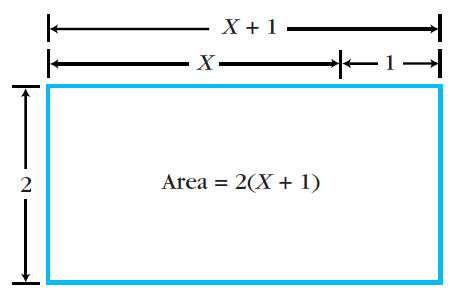 X + 1
X
1
2
Area = 2(X + 1)